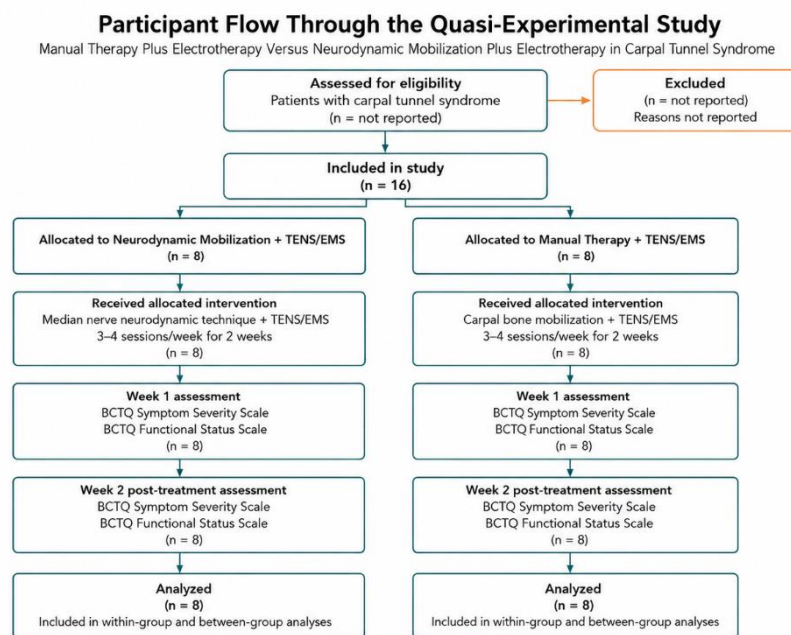 Participant Flow Through the Quasi-Experimental Study
Manual Therapy Plus Electrotherapy Versus Neurodynamic Mobilization Plus Electrotherapy in Carpal Tunnel Syndrome
Assessed for eligibility
Patients with carpal tunnel syndrome
(n = not reported)
Excluded
(n = not reported)
Reasons not reported
Included in study
(n = 16)
Allocated to Neurodynamic Mobilization + TENS/EMS
(n = 8)
Allocated to Manual Therapy + TENS/EMS
(n = 8)
Received allocated intervention
Median nerve neurodynamic technique + TENS/EMS
3–4 sessions/week for 2 weeks
(n = 8)
Received allocated intervention
Carpal bone mobilization + TENS/EMS
3–4 sessions/week for 2 weeks
(n = 8)
Week 1 assessment
BCTQ Symptom Severity Scale
BCTQ Functional Status Scale
(n = 8)
Week 1 assessment
BCTQ Symptom Severity Scale
BCTQ Functional Status Scale
(n = 8)
Week 2 post-treatment assessment
BCTQ Symptom Severity Scale
BCTQ Functional Status Scale
(n = 8)
Week 2 post-treatment assessment
BCTQ Symptom Severity Scale
BCTQ Functional Status Scale
(n = 8)
Analyzed
(n = 8)
Included in within-group and between-group analyses
Analyzed
(n = 8)
Included in within-group and between-group analyses